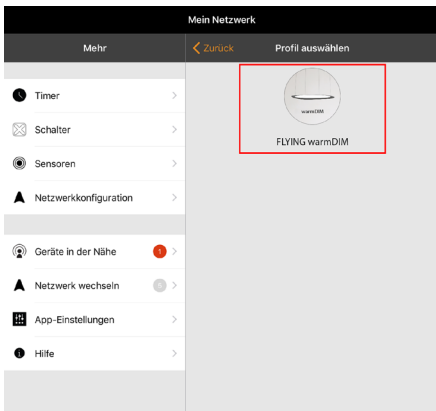 Mein Netzwerk
Mehr
Zurück
Profil auswählen
warmDIM
FLYING warmDIM
Timer
Schalter
Sensoren
Netzwerkkonfiguration
Geräte in der Nähe
1
Netzwerk wechseln
App-Einstellungen
Hilfe